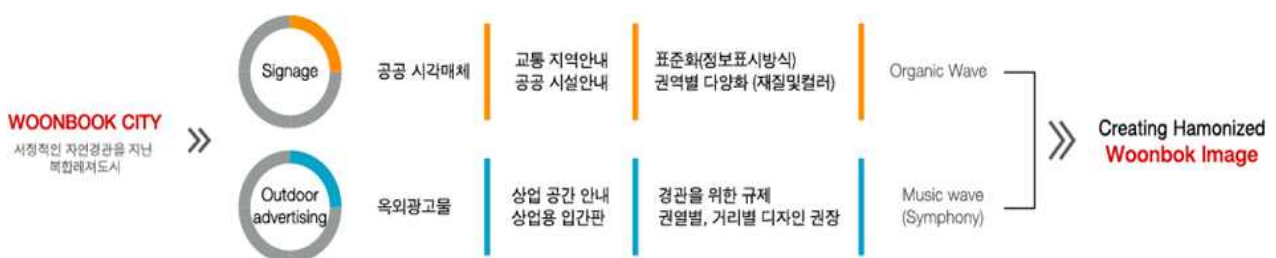 WOONBOOK CITY
서정적인 자연경관을 지닌
복합레져도시
Signage
공공 시각매체
교통 지역안내
공공 시설안내
표준화(정보표시방식)
권역별 다양화 (재질및컬러)
Organic Wave
Outdoor
advertising
옥외광고물
상업 공간 안내
상업용 입간판
경관을 위한 규제
권열별, 거리별 디자인 권장
Music wave
(Symphony)
Creating Hamonized
Woonbok Image